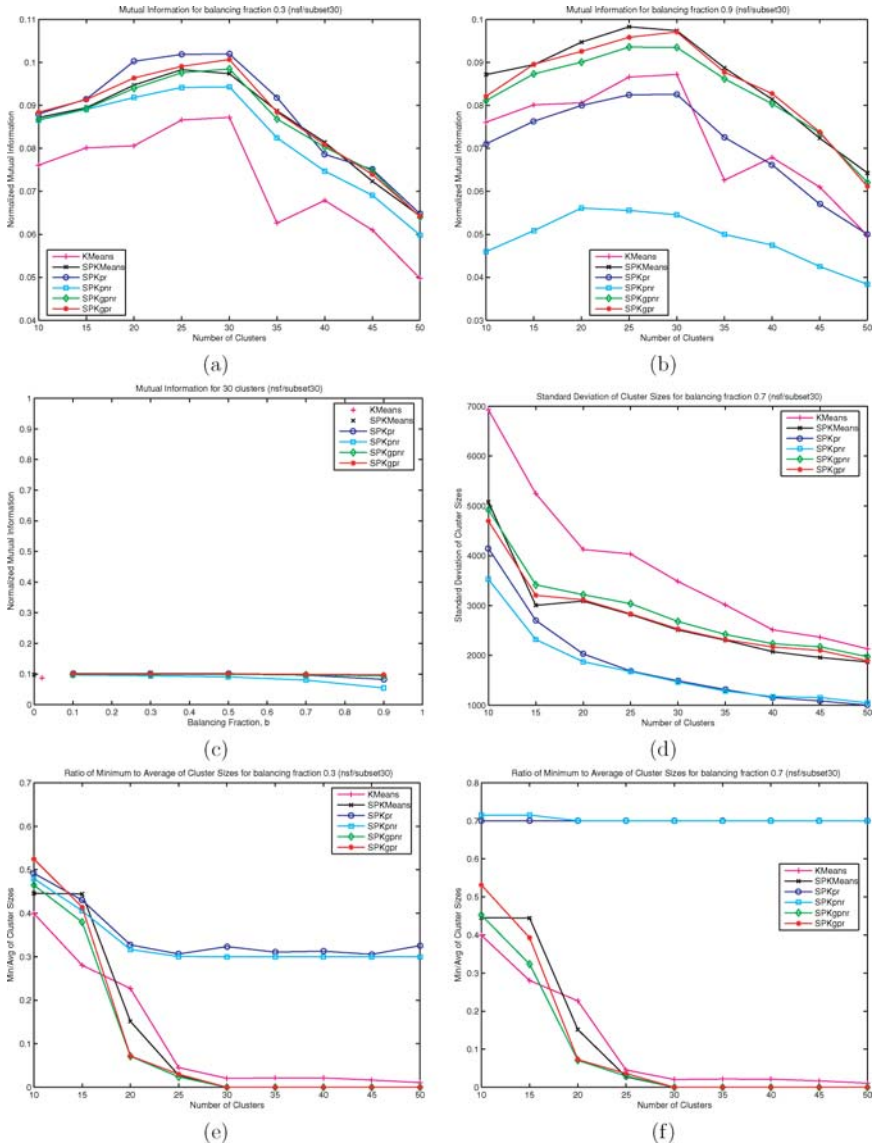 Mutual Information for balancing fraction 0.3 (nsf/subset30)
0.11
0.1
0.09
0.08
0.07
0.06
0.05
0.04
Normalized Mutual Information
KMeans
SPKMeans
SPKpr
SPKpnr
SPKgpnr
SPKgpr
10 15 20 25 30 35 40 45 50
Number of Clusters
(a)
Mutual Information for balancing fraction 0.9 (nsf/subset30)
0.1
0.09
0.08
0.07
0.06
0.05
0.04
0.03
Normalized Mutual Information
KMeans
SPKMeans
SPKpr
SPKpnr
SPKgpnr
SPKgpr
10 15 20 25 30 35 40 45 50
Number of Clusters
(b)
Mutual Information for 30 clusters (nsf/subset30)
1
0.9
0.8
0.7
0.6
0.5
0.4
0.3
0.2
0.1
0
Normalized Mutual Information
KMeans
SPKMeans
SPKpr
SPKpnr
SPKgpnr
SPKgpr
0 0.1 0.2 0.3 0.4 0.5 0.6 0.7 0.8 0.9 1
Balancing Fraction, b
(c)
Standard Deviation of Cluster Sizes for balancing fraction 0.7 (nsf/subset30)
7000
6000
5000
4000
3000
2000
1000
Standard Deviation of Cluster Sizes
KMeans
SPKMeans
SPKpr
SPKpnr
SPKgpnr
SPKgpr
10 15 20 25 30 35 40 45 50
Number of Clusters
(d)
Ratio of Minimum to Average of Cluster Sizes for balancing fraction 0.3 (nsf/subset30)
0.7
0.6
0.5
0.4
0.3
0.2
0.1
0
Min/Avg of Cluster Sizes
KMeans
SPKMeans
SPKpr
SPKpnr
SPKgpnr
SPKgpr
10 15 20 25 30 35 40 45 50
Number of Clusters
(e)
Ratio of Minimum to Average of Cluster Sizes for balancing fraction 0.7 (nsf/subset30)
0.8
0.7
0.6
0.5
0.4
0.3
0.2
0.1
0
Min/Avg of Cluster Sizes
KMeans
SPKMeans
SPKpr
SPKpnr
SPKgpnr
SPKgpr
10 15 20 25 30 35 40 45 50
Number of Clusters
(f)